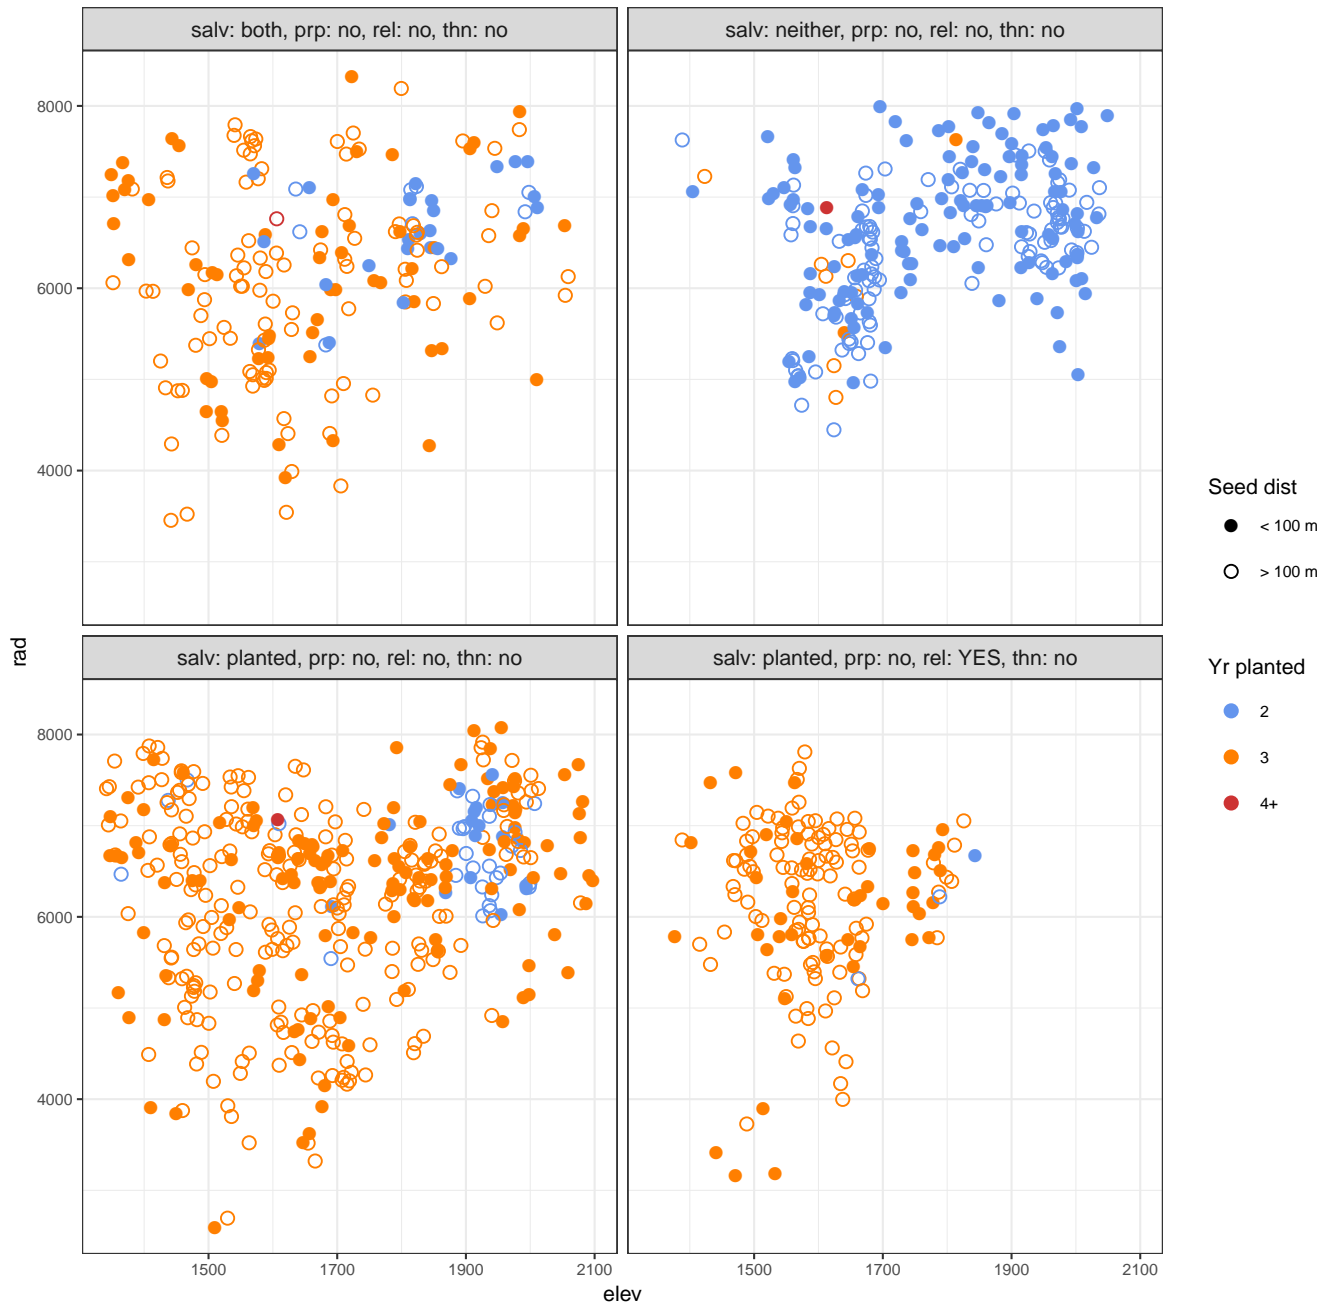 salv: both, prp: no, rel: no, thn: no
salv: neither, prp: no, rel: no, thn: no
8000
6000
4000
salv: planted, prp: no, rel: no, thn: no
salv: planted, prp: no, rel: YES, thn: no
8000
6000
4000
1500
1700
1900
2100
1500
1700
1900
2100
elev
rad
Seed dist
< 100 m
> 100 m
Yr planted
2
3
4+